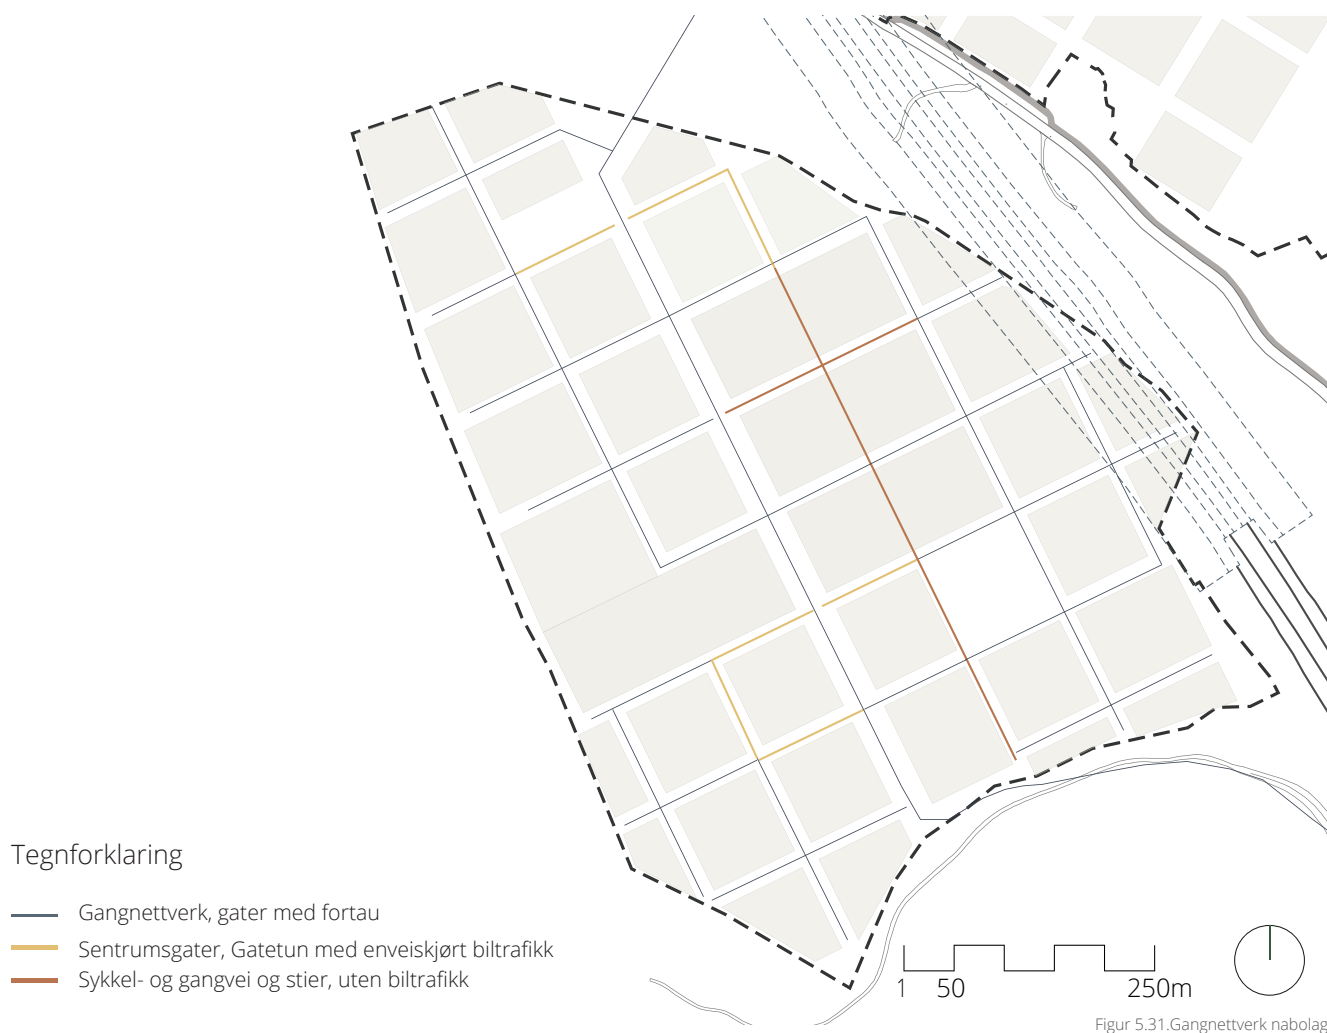 Tegnforklaring
Gangnettverk, gater med fortau
Sentrumsgater, Gatetun med enveiskjørt biltrafikk
Sykkel- og gangvei og stier, uten biltrafikk
1 50 250m
Figur 5.31.Gangnettverk nabolag